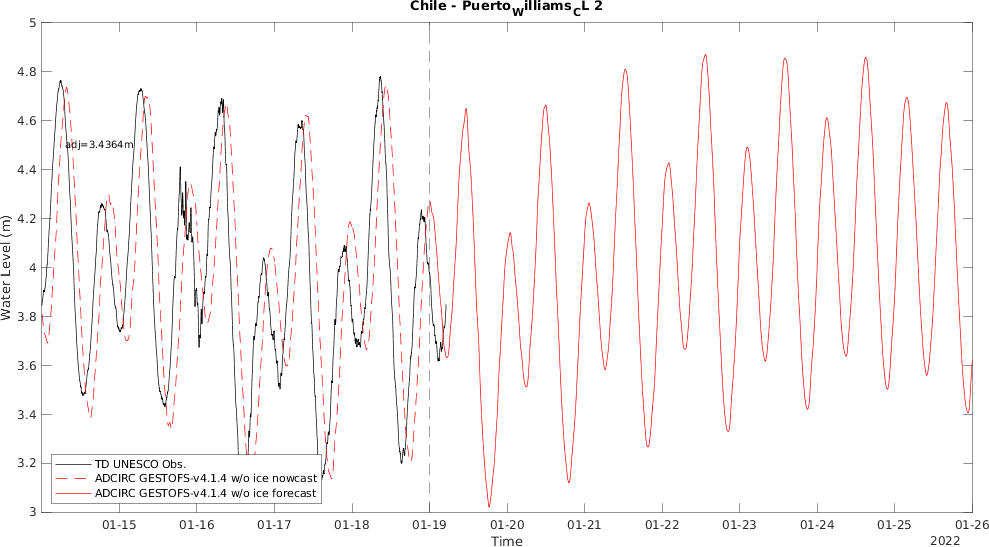 Chile - Puerto_Williams_CL 2
5
4.8
4.6
4.4
4.2
4
3.8
3.6
3.4
3.2
3
Water Level (m)
adj=3.4364m
TD UNESCO Obs.
ADCIRC GESTOFS-v4.1.4 w/o ice nowcast
ADCIRC GESTOFS-v4.1.4 w/o ice forecast
01-15 01-16 01-17 01-18 01-19 01-20 01-21 01-22 01-23 01-24 01-25 01-26
Time
2022